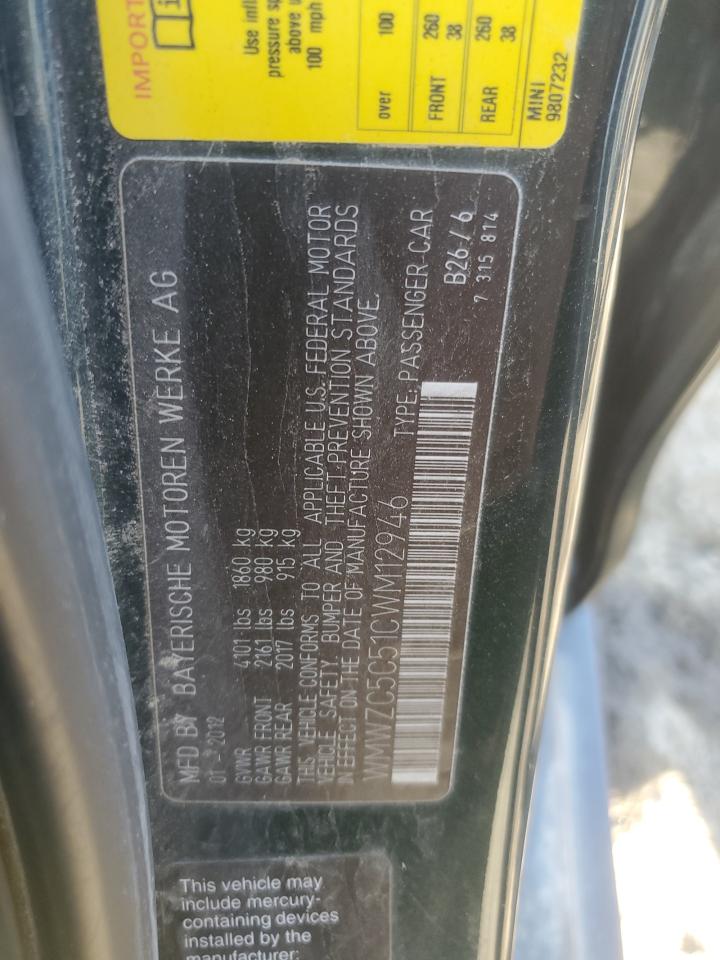 IMPORT
Use infl
pressure sp
above u
100 mph
over 100
FRONT 260
38
REAR 260
38
MINI
9807232
MFD BY BAYERISCHE MOTOREN WERKE AG
01 2012
GVWR 4101 lbs 1860 kg
GAWR FRONT 2161 lbs 980 kg
GAWR REAR 2017 lbs 915 kg
THIS VEHICLE CONFORMS TO ALL APPLICABLE U.S. FEDERAL MOTOR
VEHICLE SAFETY, BUMPER AND THEFT PREVENTION STANDARDS
IN EFFECT ON THE DATE OF MANUFACTURE SHOWN ABOVE.
WMWZC5C51CWM12946 TYPE: PASSENGER-CAR
B26/6
7 315 814
This vehicle may
include mercury-
containing devices
installed by the
manufacturer: